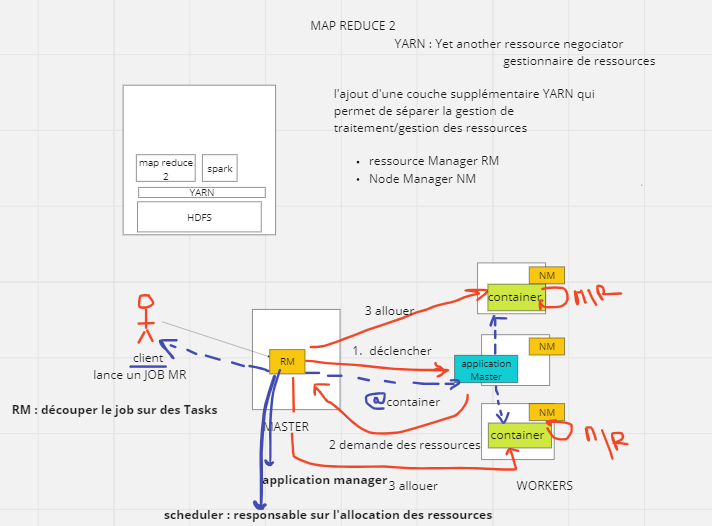 MAP REDUCE 2
YARN : Yet another ressource negociator
gestionnaire de ressources
l'ajout d'une couche supplémentaire YARN qui
permet de séparer la gestion de
traitement/gestion des ressources
• ressource Manager RM
• Node Manager NM
map reduce
2
spark
YARN
HDFS
NM
container
M/R
3 allouer
client
lance un JOB MR
RM
1. déclencher
NM
application
Master
@container
RM : découper le job sur des Tasks
MASTER
NM
container
M/R
2 demande des ressources
application manager
3 allouer
WORKERS
scheduler : responsable sur l'allocation des ressources